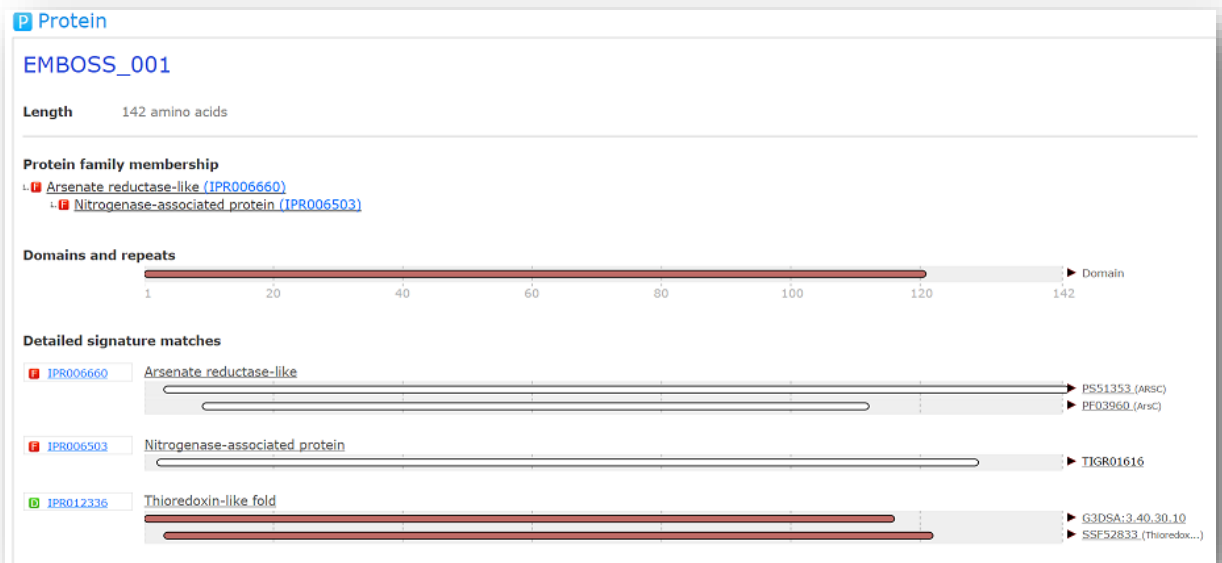 P Protein
EMBOSS_001
Length 142 amino acids
Protein family membership
F Arsenate reductase-like (IPR006660)
F Nitrogenase-associated protein (IPR006503)
Domains and repeats
Domain
1 20 40 60 80 100 120 142
Detailed signature matches
F IPR006660 Arsenate reductase-like
PS51353 (ARSC)
PF03960 (ArsC)
F IPR006503 Nitrogenase-associated protein
TIGR01616
D IPR012336 Thioredoxin-like fold
G3DSA:3.40.30.10
SSF52833 (Thioredox...)